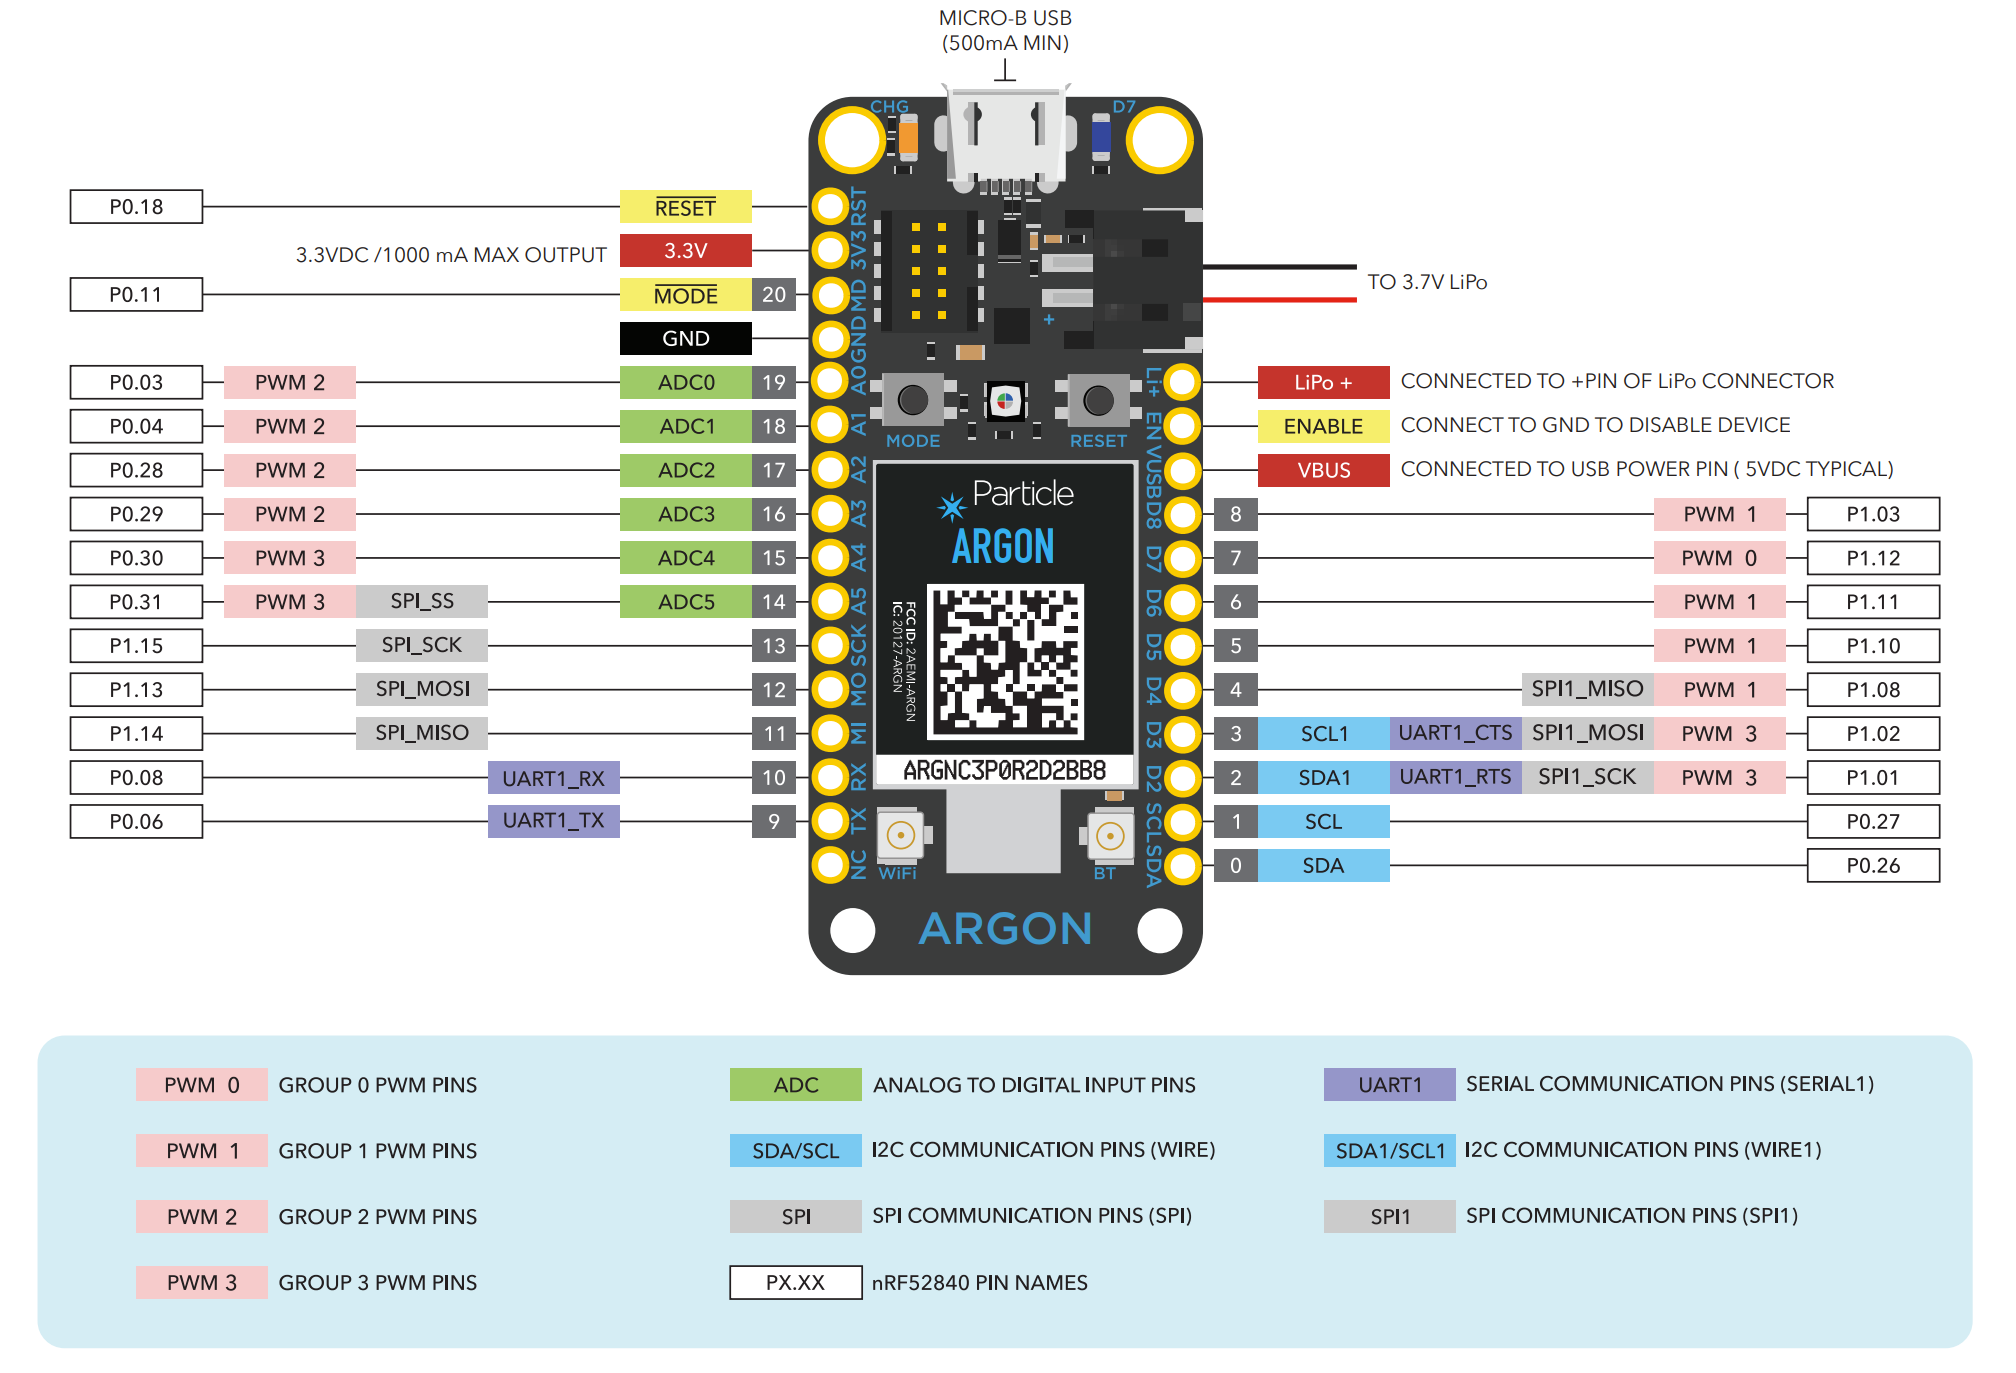 MICRO-B USB
(500mA MIN)
CHG
D7
P0.18 RESET RST
3.3VDC /1000 mA MAX OUTPUT 3.3V 3V3
P0.11 MODE 20 MD
GND GND
P0.03 PWM 2 ADC0 19 A0
P0.04 PWM 2 ADC1 18 A1
P0.28 PWM 2 ADC2 17 A2
P0.29 PWM 2 ADC3 16 A3
P0.30 PWM 3 ADC4 15 A4
P0.31 PWM 3 SPI_SS ADC5 14 A5
P1.15 SPI_SCK 13 SCK
P1.13 SPI_MOSI 12 MO
P1.14 SPI_MISO 11 MI
P0.08 UART1_RX 10 RX
P0.06 UART1_TX 9 TX
NC
+
MODE
RESET
Particle
ARGON
FCC ID: 2AEMI-ARGN
IC: 20127-ARGN
ARGNC3P0R2D2BB8
WiFi
BT
ARGON
TO 3.7V LiPo
Li+ LiPo + CONNECTED TO +PIN OF LiPo CONNECTOR
EN ENABLE CONNECT TO GND TO DISABLE DEVICE
VUSB VBUS CONNECTED TO USB POWER PIN ( 5VDC TYPICAL)
D8 8 PWM 1 P1.03
D7 7 PWM 0 P1.12
D6 6 PWM 1 P1.11
D5 5 PWM 1 P1.10
D4 4 SPI1_MISO PWM 1 P1.08
D3 3 SCL1 UART1_CTS SPI1_MOSI PWM 3 P1.02
D2 2 SDA1 UART1_RTS SPI1_SCK PWM 3 P1.01
SCL 1 SCL P0.27
SDA 0 SDA P0.26
PWM 0 GROUP 0 PWM PINS
PWM 1 GROUP 1 PWM PINS
PWM 2 GROUP 2 PWM PINS
PWM 3 GROUP 3 PWM PINS
ADC ANALOG TO DIGITAL INPUT PINS
SDA/SCL I2C COMMUNICATION PINS (WIRE)
SPI SPI COMMUNICATION PINS (SPI)
PX.XX nRF52840 PIN NAMES
UART1 SERIAL COMMUNICATION PINS (SERIAL1)
SDA1/SCL1 I2C COMMUNICATION PINS (WIRE1)
SPI1 SPI COMMUNICATION PINS (SPI1)